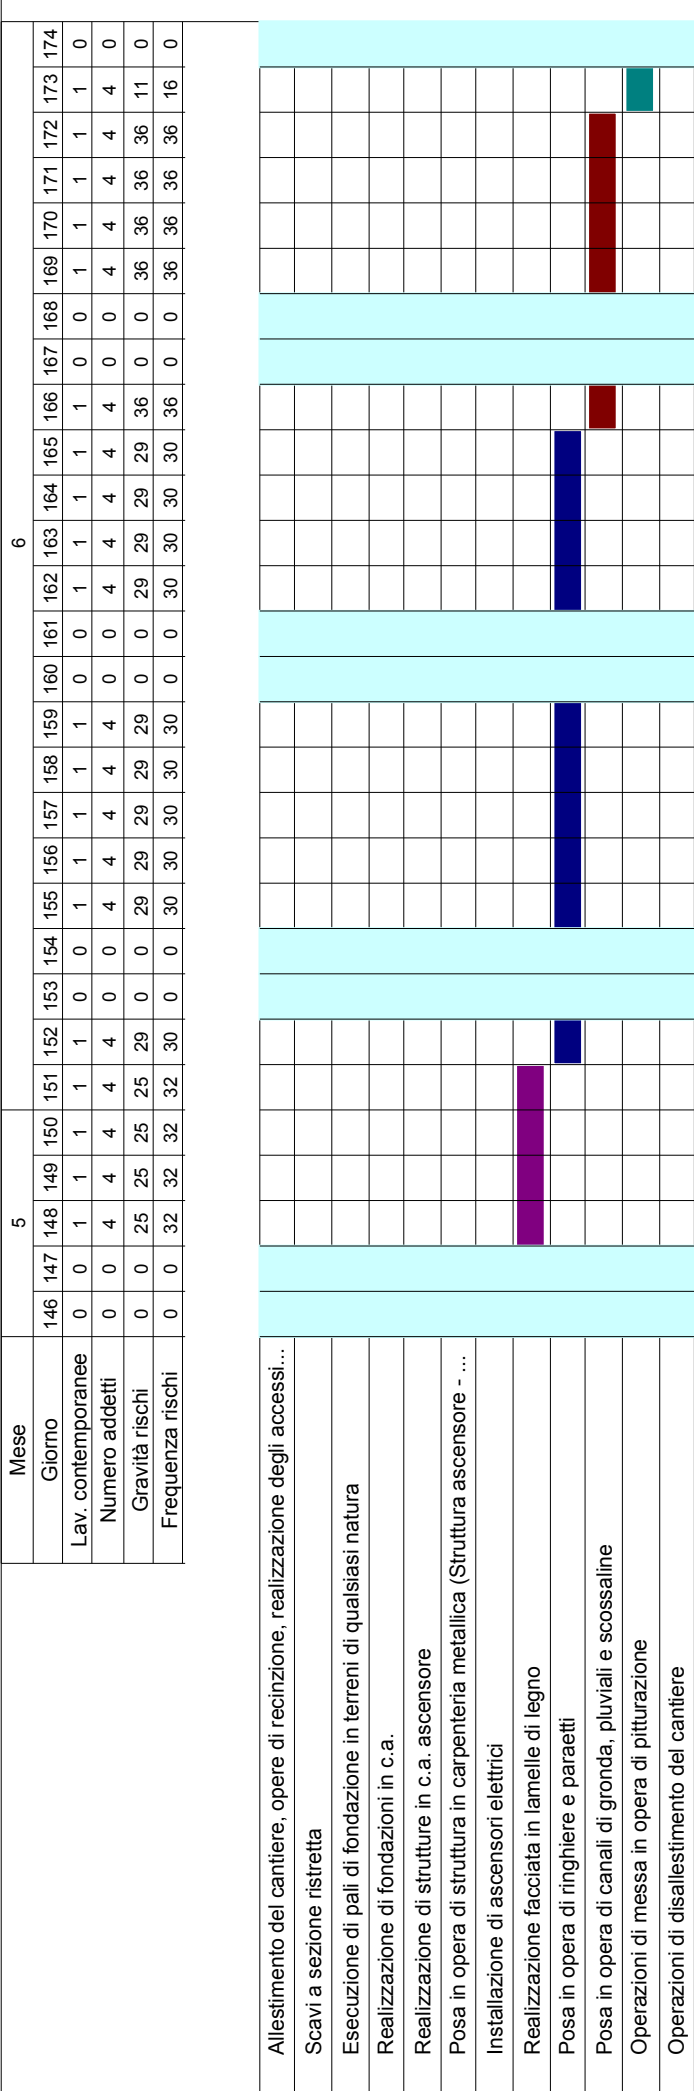 Mese 5 6
Giorno 146 147 148 149 150 151 152 153 154 155 156 157 158 159 160 161 162 163 164 165 166 167 168 169 170 171 172 173 174
Lav. contemporanee 0 0 1 1 1 1 1 0 0 1 1 1 1 1 0 0 1 1 1 1 1 0 0 1 1 1 1 1 0
Numero addetti 0 0 4 4 4 4 4 0 0 4 4 4 4 4 0 0 4 4 4 4 4 0 0 4 4 4 4 4 0
Gravità rischi 0 0 25 25 25 25 29 0 0 29 29 29 29 29 0 0 29 29 29 29 36 0 0 36 36 36 36 11 0
Frequenza rischi 0 0 32 32 32 32 30 0 0 30 30 30 30 30 0 0 30 30 30 30 36 0 0 36 36 36 36 16 0
Allestimento del cantiere, opere di recinzione, realizzazione degli accessi...
Scavi a sezione ristretta
Esecuzione di pali di fondazione in terreni di qualsiasi natura
Realizzazione di fondazioni in c.a.
Realizzazione di strutture in c.a. ascensore
Posa in opera di struttura in carpenteria metallica (Struttura ascensore - ...
Installazione di ascensori elettrici
Realizzazione facciata in lamelle di legno
Posa in opera di ringhiere e paraetti
Posa in opera di canali di gronda, pluviali e scossaline
Operazioni di messa in opera di pitturazione
Operazioni di disallestimento del cantiere